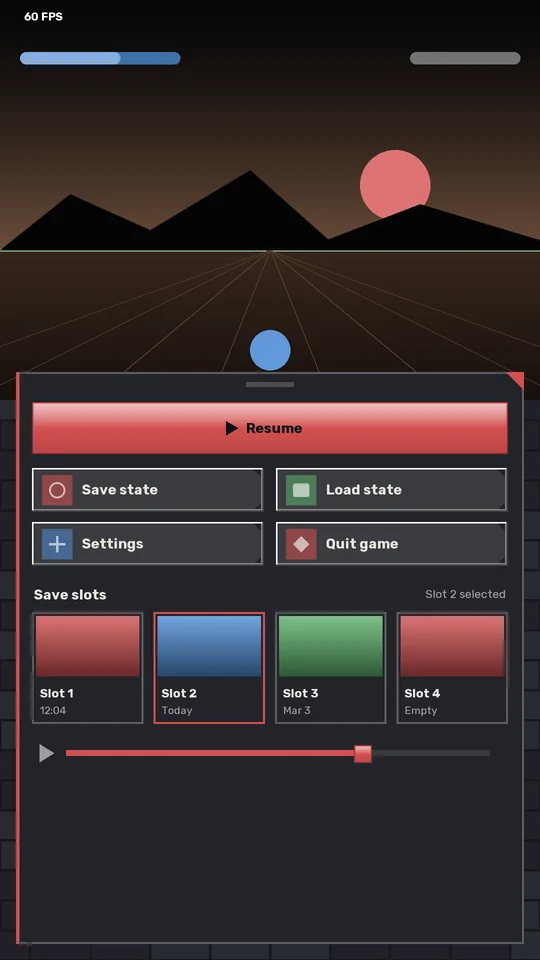 60 FPS
Resume
Save state
Load state
Settings
Quit game
Save slots
Slot 2 selected
Slot 1
12:04
Slot 2
Today
Slot 3
Mar 3
Slot 4
Empty